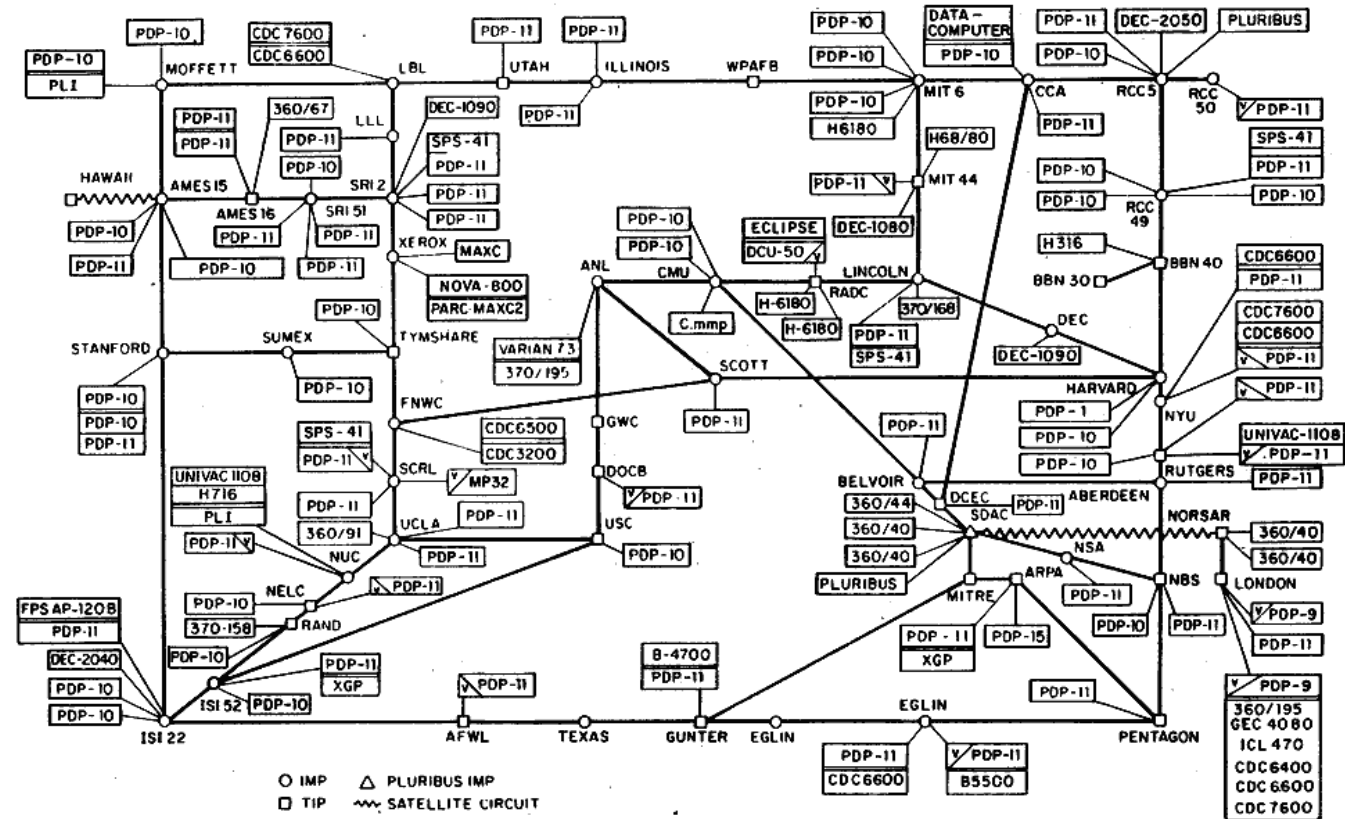 PDP-10
CDC 7600
CDC 6600
PDP-11
PDP-11
PDP-10
DATA-
COMPUTER
PDP-10
PDP-11
DEC-2050
PLURIBUS
PDP-10
PLI
MOFFETT
LBL
UTAH
ILLINOIS
WPAFB
PDP-10
MIT 6
CCA
PDP-10
RCC 5
RCC
50
PDP-11
360/67
PDP-11
LLL
DEC-1090
PDP-11
PDP-10
H6180
PDP-11
V PDP-11
PDP-11
PDP-11
SPS-41
PDP-11
H68/80
SPS-41
PDP-11
HAWAII
AMES 15
PDP-10
SRI 2
PDP-11
PDP-11 V
MIT 44
PDP-10
PDP-10
PDP-10
AMES 16
SRI 51
PDP-11
DEC-1080
RCC
49
PDP-10
PDP-11
PDP-11
PDP-11
PDP-10
PDP-11
XEROX
MAXC
PDP-10
PDP-10
ECLIPSE
DCU-50 V
H316
BBN 40
CDC6600
PDP-11
ANL
CMU
LINCOLN
BBN 30
NOVA-800
PARC-MAXC2
RADC
H-6180
H-6180
370/168
C.mmp
CDC7600
CDC6600
V PDP-11
PDP-10
TYMSHARE
PDP-11
SPS-41
DEC
DEC-1090
STANFORD
SUMEX
VARIAN 73
370/195
SCOTT
V PDP-11
PDP-10
HARVARD
PDP-10
PDP-10
PDP-11
FNWC
PDP-11
PDP-1
NYU
SPS-41
PDP-11 V
CDC6500
CDC3200
GWC
PDP-11
PDP-10
UNIVAC-1108
V PDP-11
PDP-11
PDP-10
RUTGERS
UNIVAC 1108
H716
PLI
SCRL
V MP32
DOCB
V PDP-11
BELVOIR
DCEC
PDP-11
ABERDEEN
PDP-11
360/91
UCLA
PDP-11
USC
360/44
360/40
360/40
PLURIBUS
SDAC
NORSAR
360/40
360/40
PDP-11 V
NUC
PDP-11
PDP-10
NSA
PDP-11
NELC
V PDP-11
MITRE
ARPA
NBS
LONDON
PDP-10
370-158
RAND
PDP-10
PDP-11
XGP
PDP-15
PDP-10
PDP-11
V PDP-9
PDP-11
FPS AP-120B
PDP-11
DEC-2040
PDP-10
PDP-10
PDP-11
XGP
ISI 52
PDP-10
V PDP-11
B-4700
PDP-11
PDP-11
V PDP-9
360/195
GEC 4080
ICL 470
CDC6400
CDC6600
CDC7600
ISI 22
AFWL
TEXAS
GUNTER
EGLIN
EGLIN
PENTAGON
PDP-11
CDC6600
V PDP-11
B5500
IMP
PLURIBUS IMP
TIP
SATELLITE CIRCUIT